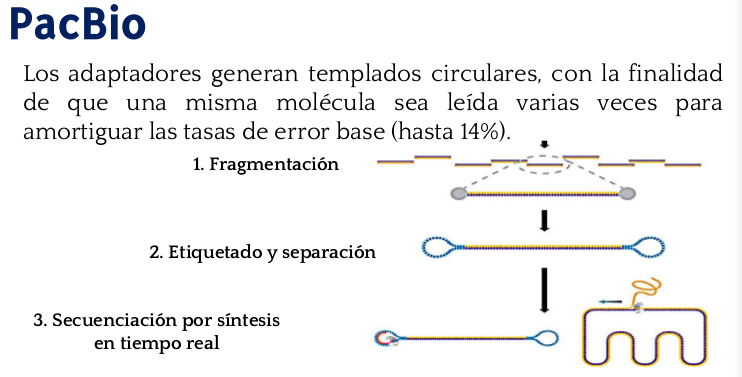 PacBio
Los adaptadores generan templados circulares, con la finalidad
de que una misma molécula sea leída varias veces para
amortiguar las tasas de error base (hasta 14%).
1. Fragmentación
2. Etiquetado y separación
3. Secuenciación por síntesis
en tiempo real